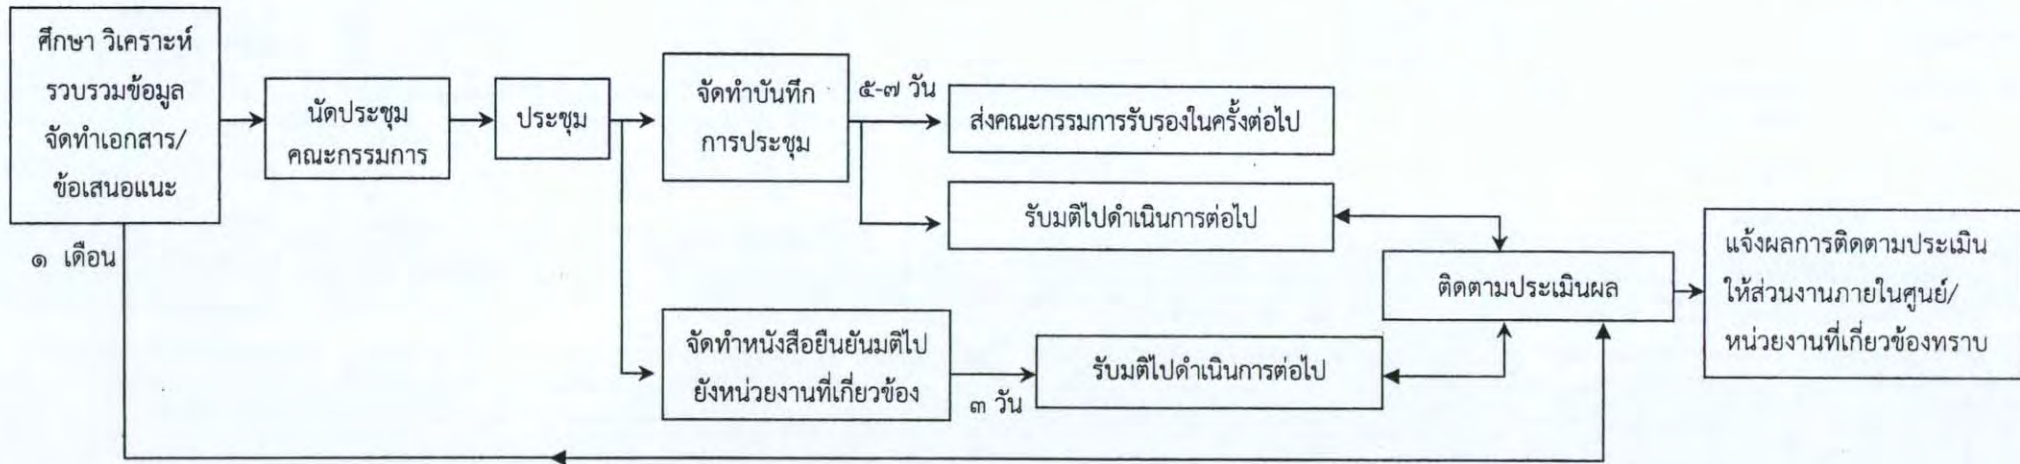 ศึกษา วิเคราะห์
รวบรวมข้อมูล
จัดทำเอกสาร/
ข้อเสนอแนะ
๑ เดือน
นัดประชุม
คณะกรรมการ
ประชุม
จัดทำบันทึก
การประชุม
๕-๗ วัน
ส่งคณะกรรมการรับรองในครั้งต่อไป
รับมติไปดำเนินการต่อไป
จัดทำหนังสือยืนยันมติไป
ยังหน่วยงานที่เกี่ยวข้อง
๓ วัน
รับมติไปดำเนินการต่อไป
ติดตามประเมินผล
แจ้งผลการติดตามประเมิน
ให้ส่วนงานภายในศูนย์/
หน่วยงานที่เกี่ยวข้องทราบ